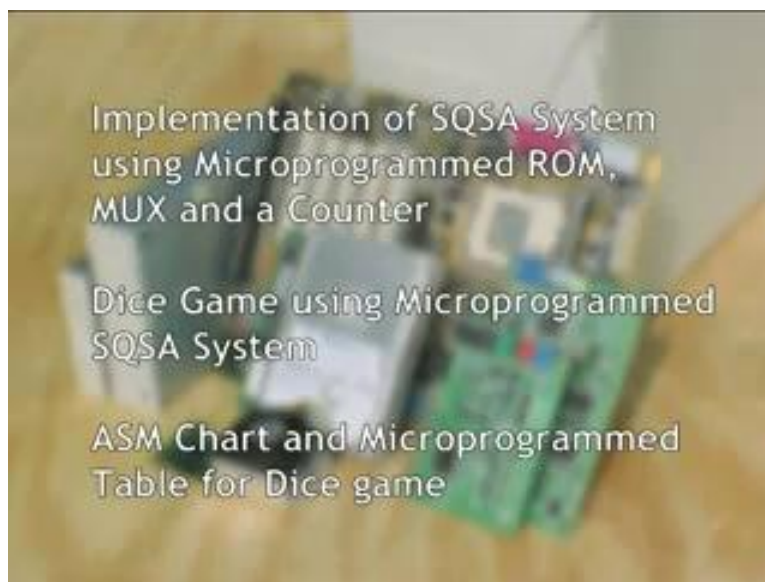 Implementation of SQSA System
using Microprogrammed ROM,
MUX and a Counter
Dice Game using Microprogrammed
SQSA System
ASM Chart and Microprogrammed
Table for Dice game